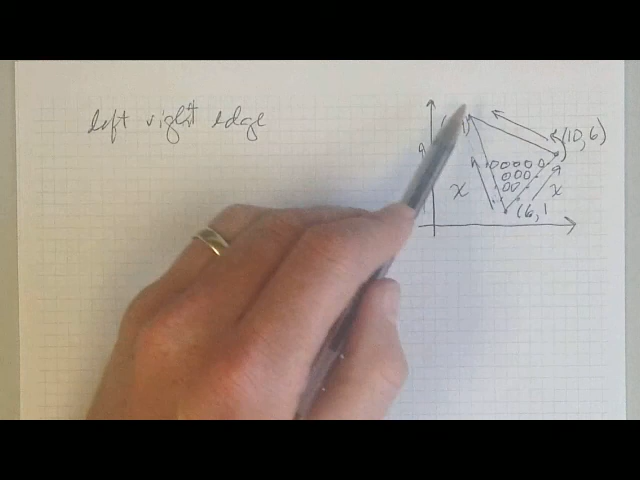 left right edge
(10,6)
x
x
(6,1